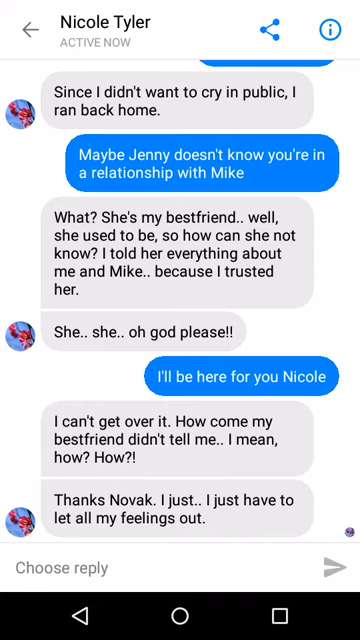 Nicole Tyler
ACTIVE NOW
Since I didn't want to cry in public, I
ran back home.
Maybe Jenny doesn't know you're in
a relationship with Mike
What? She's my bestfriend.. well,
she used to be, so how can she not
know? I told her everything about
me and Mike.. because I trusted
her.
She.. she.. oh god please!!
I'll be here for you Nicole
I can't get over it. How come my
bestfriend didn't tell me.. I mean,
how? How?!
Thanks Novak. I just.. I just have to
let all my feelings out.
Choose reply